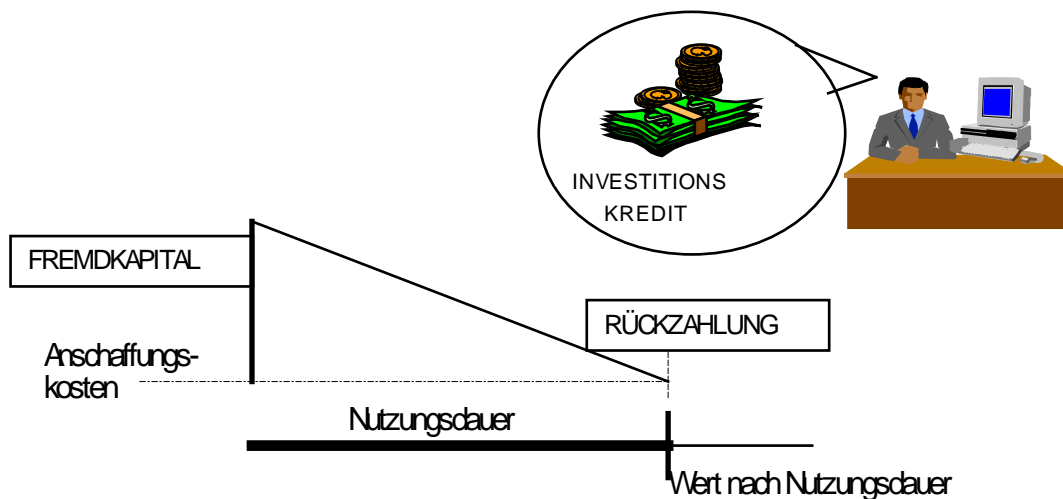 INVESTITIONS
KREDIT
FREMDKAPITAL
RÜCKZAHLUNG
Anschaffungs-
kosten
Nutzungsdauer
Wert nach Nutzungsdauer